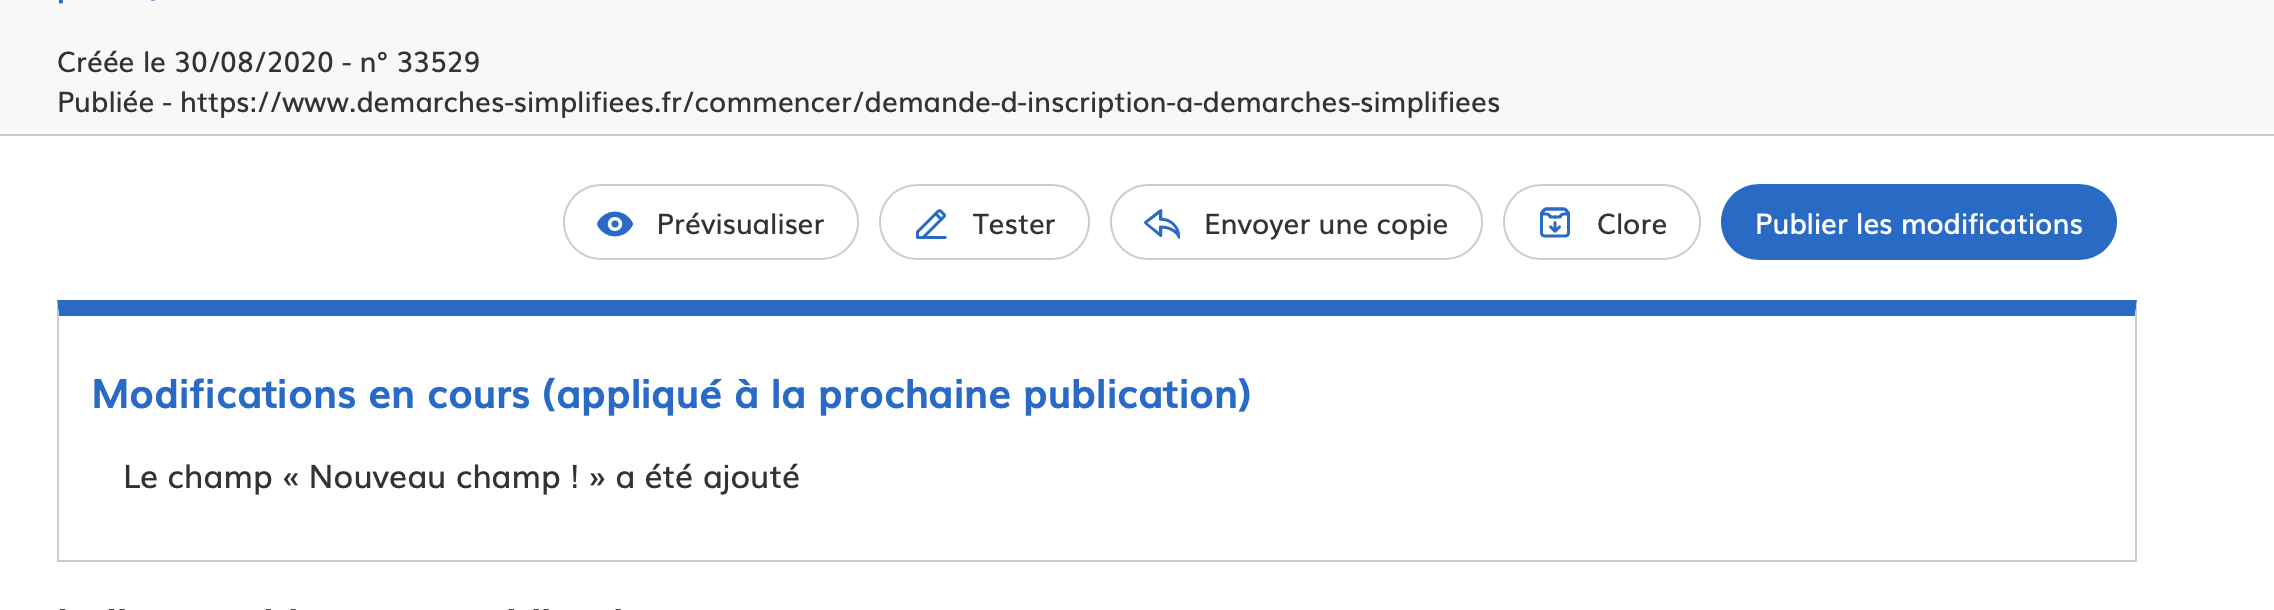 Créée le 30/08/2020 - n° 33529
Publiée - https://www.demarches-simplifiees.fr/commencer/demande-d-inscription-a-demarches-simplifiees
Prévisualiser Tester Envoyer une copie Clore Publier les modifications
Modifications en cours (appliqué à la prochaine publication)
Le champ « Nouveau champ ! » a été ajouté